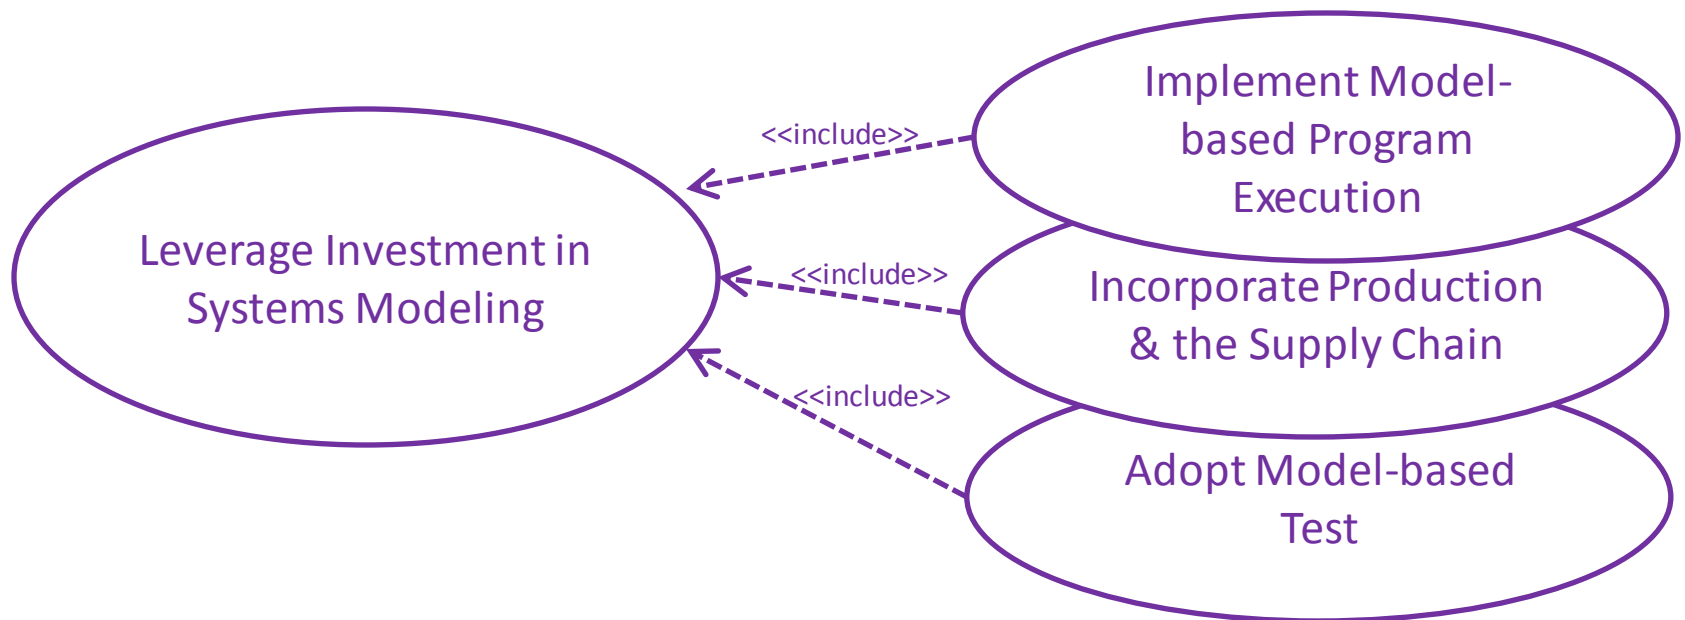 Leverage Investment in
Systems Modeling
<<include>>
<<include>>
<<include>>
Implement Model-
based Program
Execution
Incorporate Production
& the Supply Chain
Adopt Model-based
Test